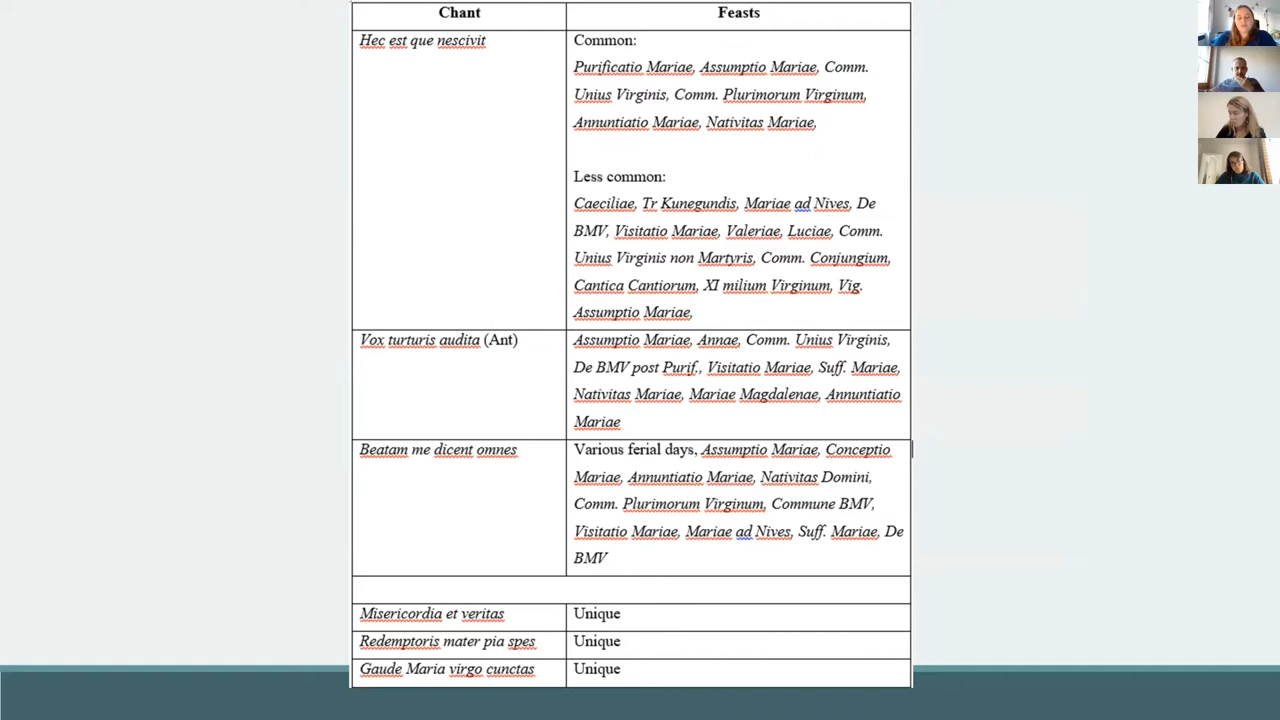 Chant Feasts
Hec est que nescivit Common:
Purificatio Mariae, Assumptio Mariae, Comm.
Unius Virginis, Comm. Plurimorum Virginum,
Annuntiatio Mariae, Nativitas Mariae,
Less common:
Caeciliae, Tr Kunegundis, Mariae ad Nives, De
BMV, Visitatio Mariae, Valeriae, Luciae, Comm.
Unius Virginis non Martyris, Comm. Conjungium,
Cantica Cantiorum, XI milium Virginum, Vig.
Assumptio Mariae,
Vox turturis audita (Ant) Assumptio Mariae, Annae, Comm. Unius Virginis,
De BMV post Purif., Visitatio Mariae, Suff. Mariae,
Nativitas Mariae, Mariae Magdalenae, Annuntiatio
Mariae
Beatam me dicent omnes Various ferial days, Assumptio Mariae, Conceptio
Mariae, Annuntiatio Mariae, Nativitas Domini,
Comm. Plurimorum Virginum, Commune BMV,
Visitatio Mariae, Mariae ad Nives, Suff. Mariae, De
BMV
Misericordia et veritas Unique
Redemptoris mater pia spes Unique
Gaude Maria virgo cunctas Unique